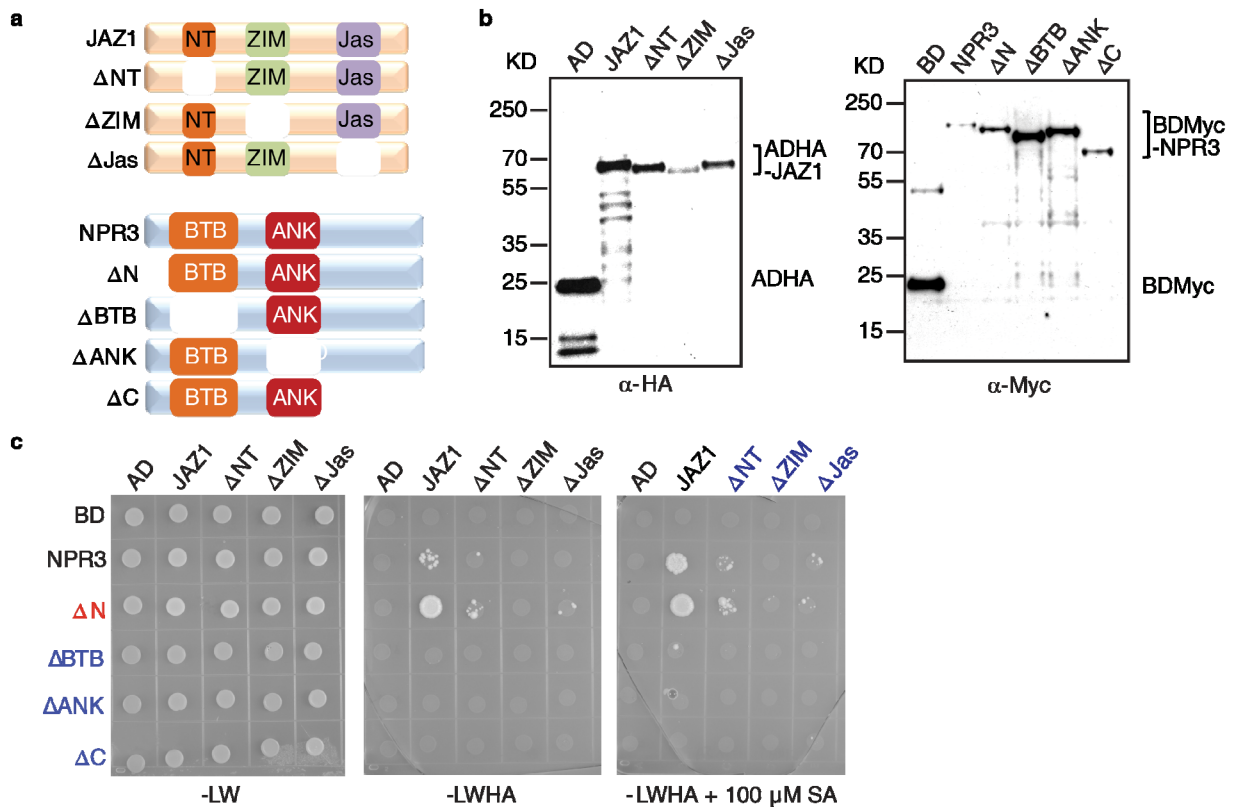 a
JAZ1 NT ZIM Jas
ΔNT ZIM Jas
ΔZIM NT Jas
ΔJas NT ZIM
NPR3 BTB ANK
ΔN BTB ANK
ΔBTB ANK
ΔANK BTB
ΔC BTB ANK
b
KD AD JAZ1 ΔNT ΔZIM ΔJas
250
70
55
35
25
15
ADHA
-JAZ1
ADHA
α-HA
KD BD NPR3 ΔN ΔBTB ΔANK ΔC
250
70
55
35
25
15
BDMyc
-NPR3
BDMyc
α-Myc
c
AD JAZ1 ΔNT ΔZIM ΔJas
AD JAZ1 ΔNT ΔZIM ΔJas
AD JAZ1 ΔNT ΔZIM ΔJas
BD
NPR3
ΔN
ΔBTB
ΔANK
ΔC
-LW
-LWHA
-LWHA + 100 µM SA